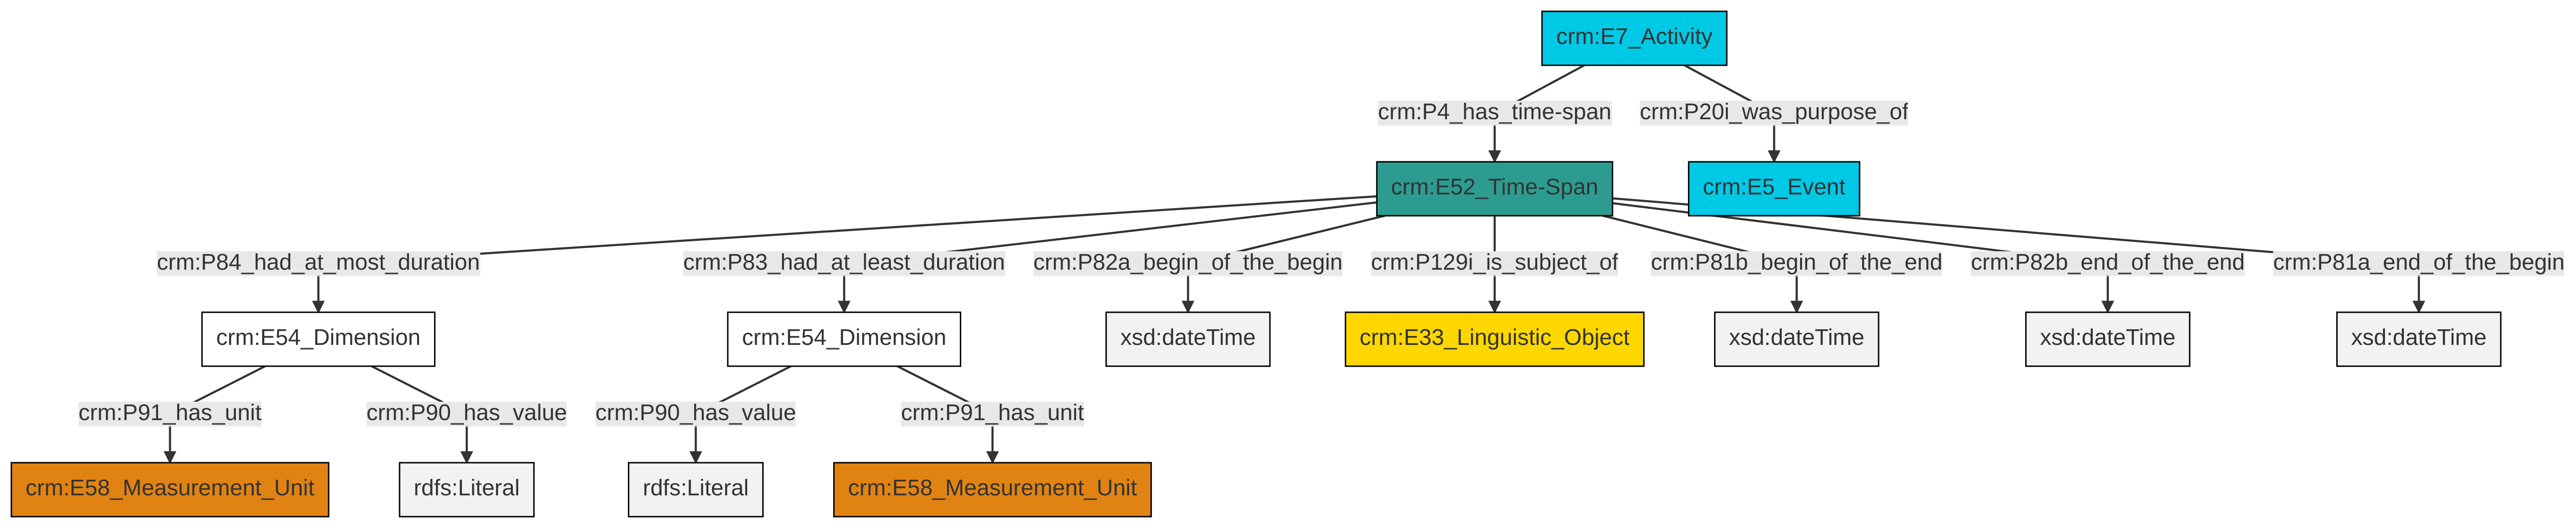 crm:E7_Activity
crm:P4_has_time-span
crm:P20i_was_purpose_of
crm:E52_Time-Span
crm:E5_Event
crm:P84_had_at_most_duration
crm:P83_had_at_least_duration
crm:P82a_begin_of_the_begin
crm:P129i_is_subject_of
crm:P81b_begin_of_the_end
crm:P82b_end_of_the_end
crm:P81a_end_of_the_begin
crm:E54_Dimension
crm:E54_Dimension
xsd:dateTime
crm:E33_Linguistic_Object
xsd:dateTime
xsd:dateTime
xsd:dateTime
crm:P91_has_unit
crm:P90_has_value
crm:P90_has_value
crm:P91_has_unit
crm:E58_Measurement_Unit
rdfs:Literal
rdfs:Literal
crm:E58_Measurement_Unit